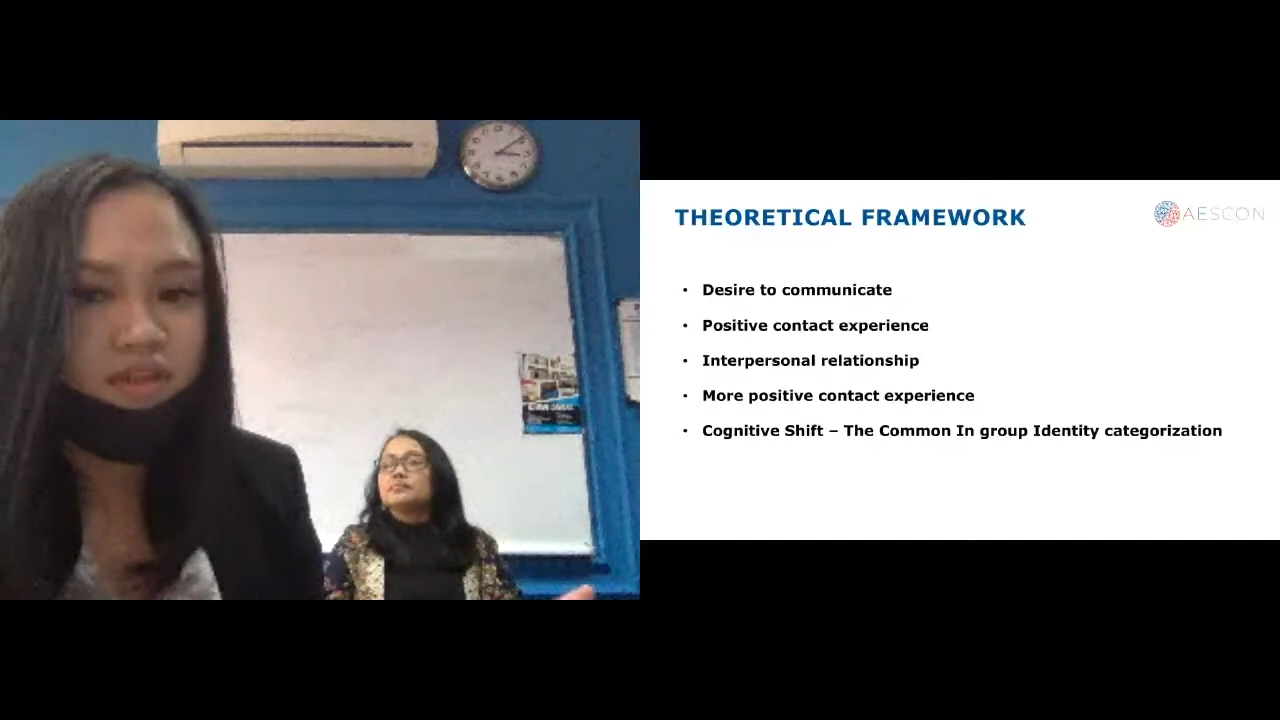 THEORETICAL FRAMEWORK
AESCON
• Desire to communicate
• Positive contact experience
• Interpersonal relationship
• More positive contact experience
• Cognitive Shift – The Common In group Identity categorization